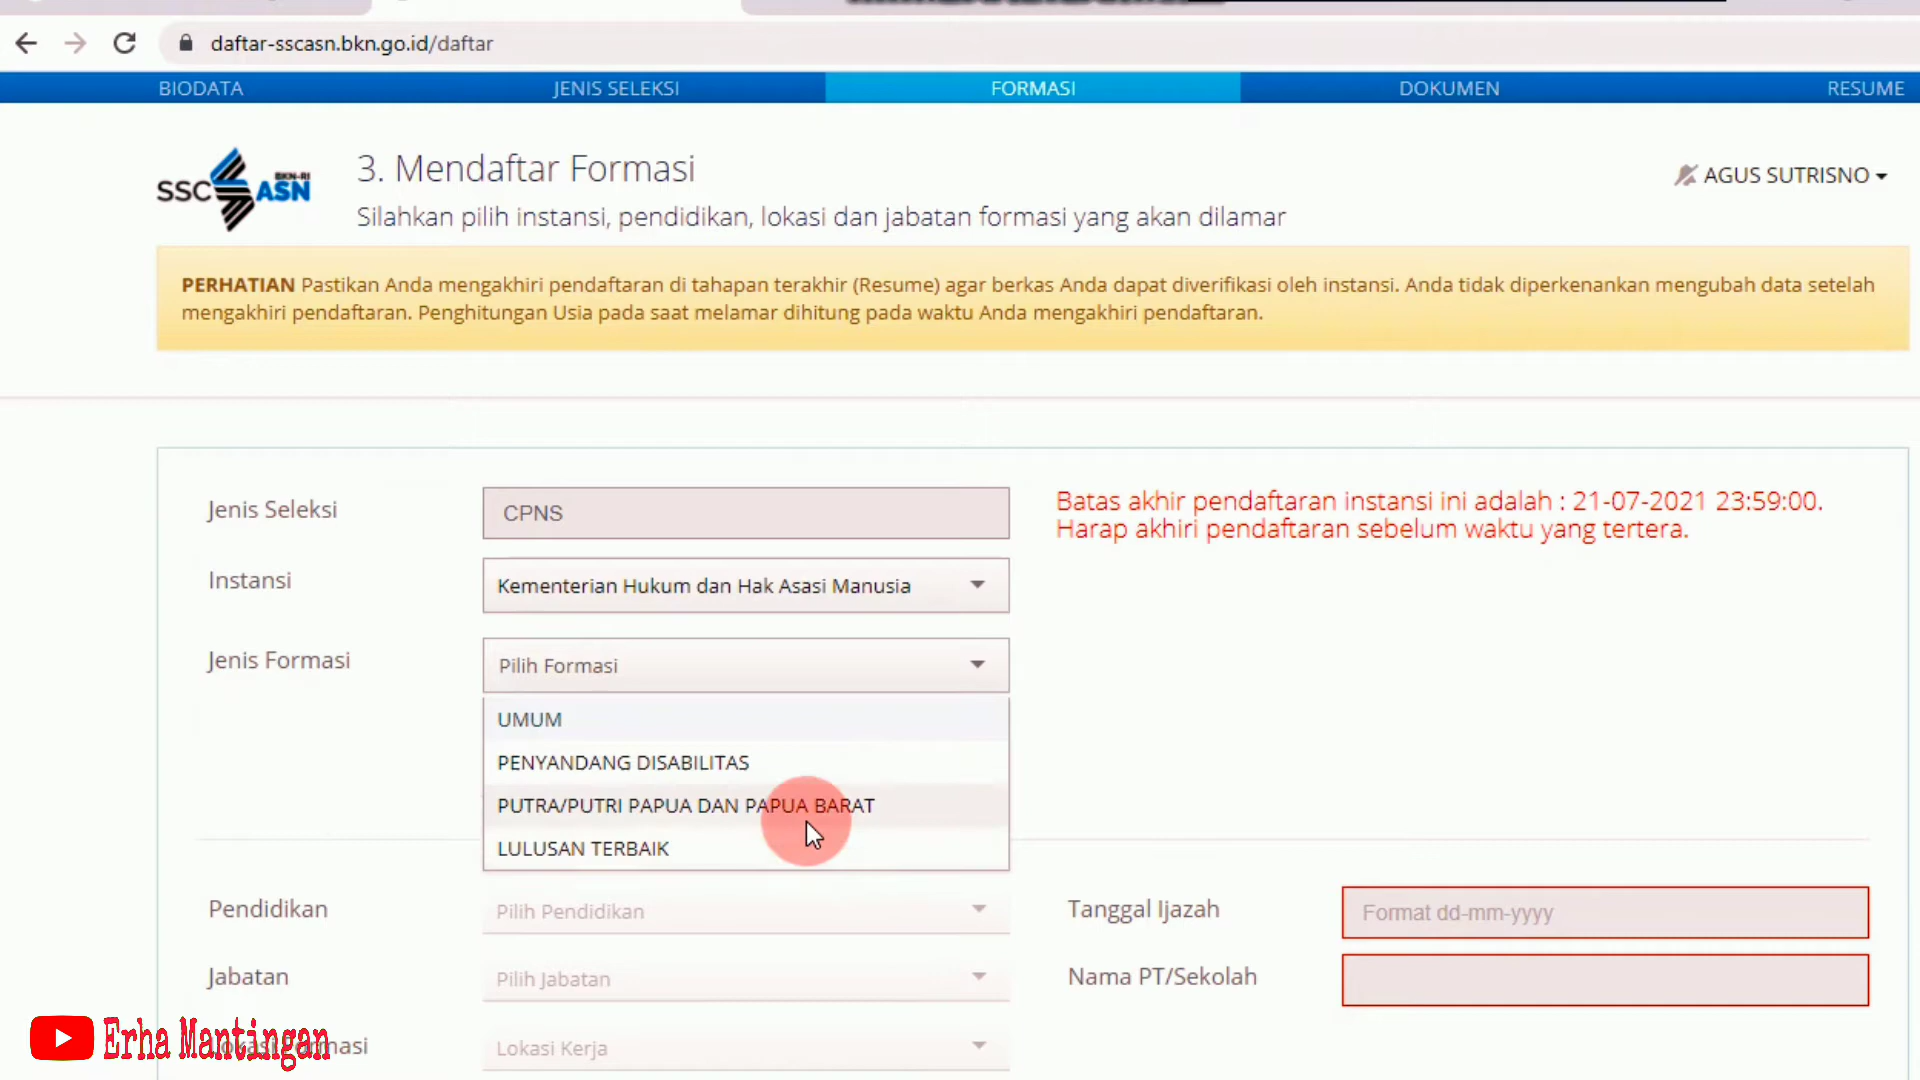 daftar-sscasn.bkn.go.id/daftar
BIODATA
JENIS SELEKSI
FORMASI
DOKUMEN
RESUME
SSC BKN-RI ASN
3. Mendaftar Formasi
AGUS SUTRISNO
Silahkan pilih instansi, pendidikan, lokasi dan jabatan formasi yang akan dilamar
PERHATIAN Pastikan Anda mengakhiri pendaftaran di tahapan terakhir (Resume) agar berkas Anda dapat diverifikasi oleh instansi. Anda tidak diperkenankan mengubah data setelah
mengakhiri pendaftaran. Penghitungan Usia pada saat melamar dihitung pada waktu Anda mengakhiri pendaftaran.
Jenis Seleksi
CPNS
Batas akhir pendaftaran instansi ini adalah : 21-07-2021 23:59:00.
Harap akhiri pendaftaran sebelum waktu yang tertera.
Instansi
Kementerian Hukum dan Hak Asasi Manusia
Jenis Formasi
Pilih Formasi
UMUM
PENYANDANG DISABILITAS
PUTRA/PUTRI PAPUA DAN PAPUA BARAT
LULUSAN TERBAIK
Pendidikan
Pilih Pendidikan
Tanggal Ijazah
Format dd-mm-yyyy
Jabatan
Pilih Jabatan
Nama PT/Sekolah
Lokasi Formasi
Lokasi Kerja
Erha Mantingan